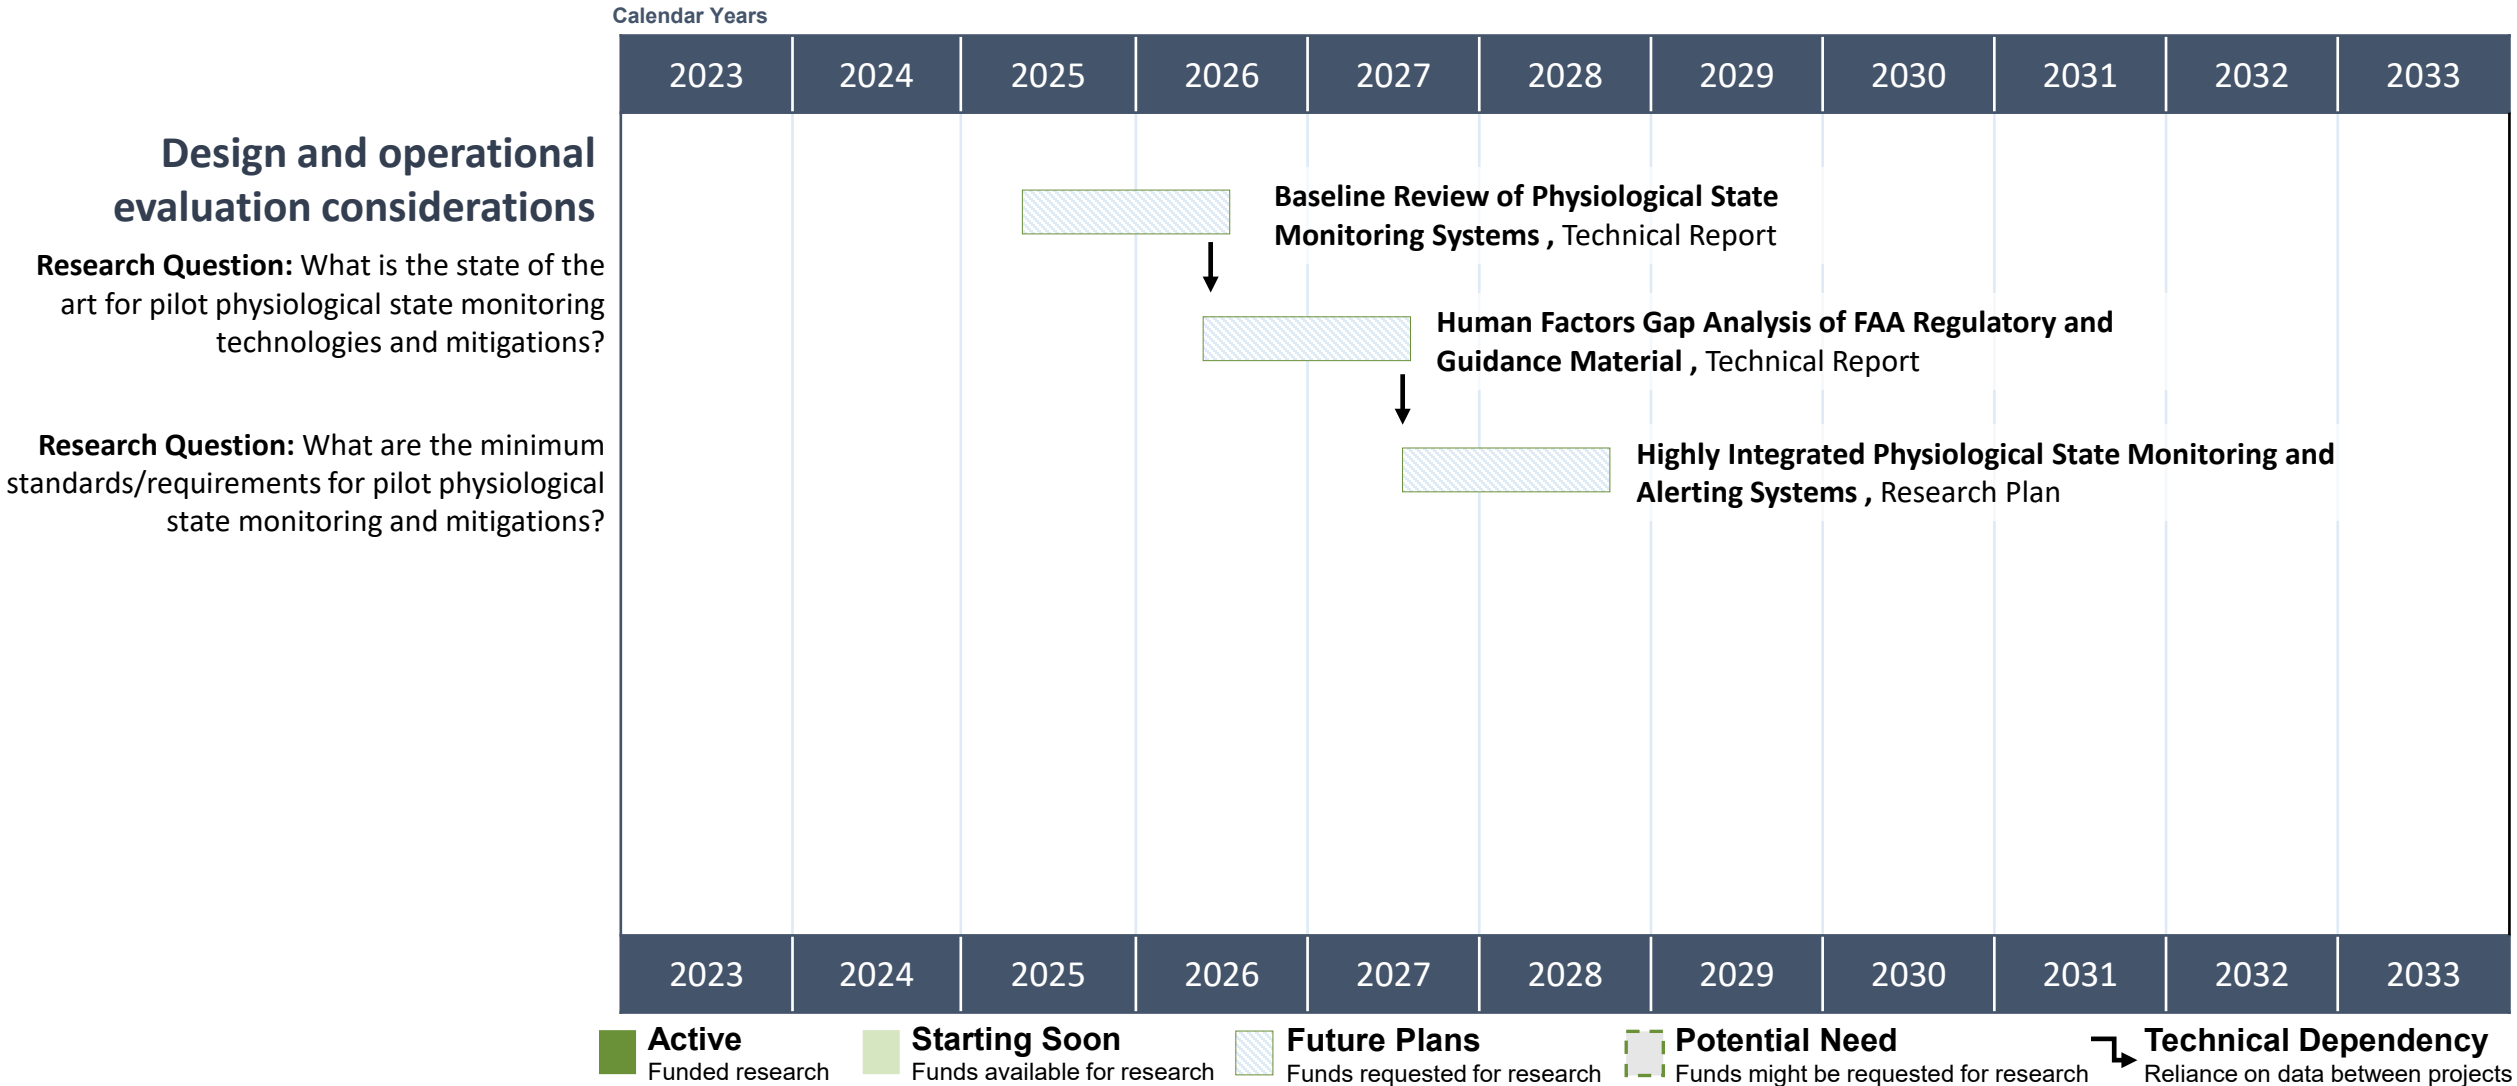 Calendar Years
2023 2024 2025 2026 2027 2028 2029 2030 2031 2032 2033
Design and operational
evaluation considerations
Research Question: What is the state of the
art for pilot physiological state monitoring
technologies and mitigations?
Research Question: What are the minimum
standards/requirements for pilot physiological
state monitoring and mitigations?
Baseline Review of Physiological State
Monitoring Systems , Technical Report
Human Factors Gap Analysis of FAA Regulatory and
Guidance Material , Technical Report
Highly Integrated Physiological State Monitoring and
Alerting Systems , Research Plan
2023 2024 2025 2026 2027 2028 2029 2030 2031 2032 2033
Active
Funded research
Starting Soon
Funds available for research
Future Plans
Funds requested for research
Potential Need
Funds might be requested for research
Technical Dependency
Reliance on data between projects